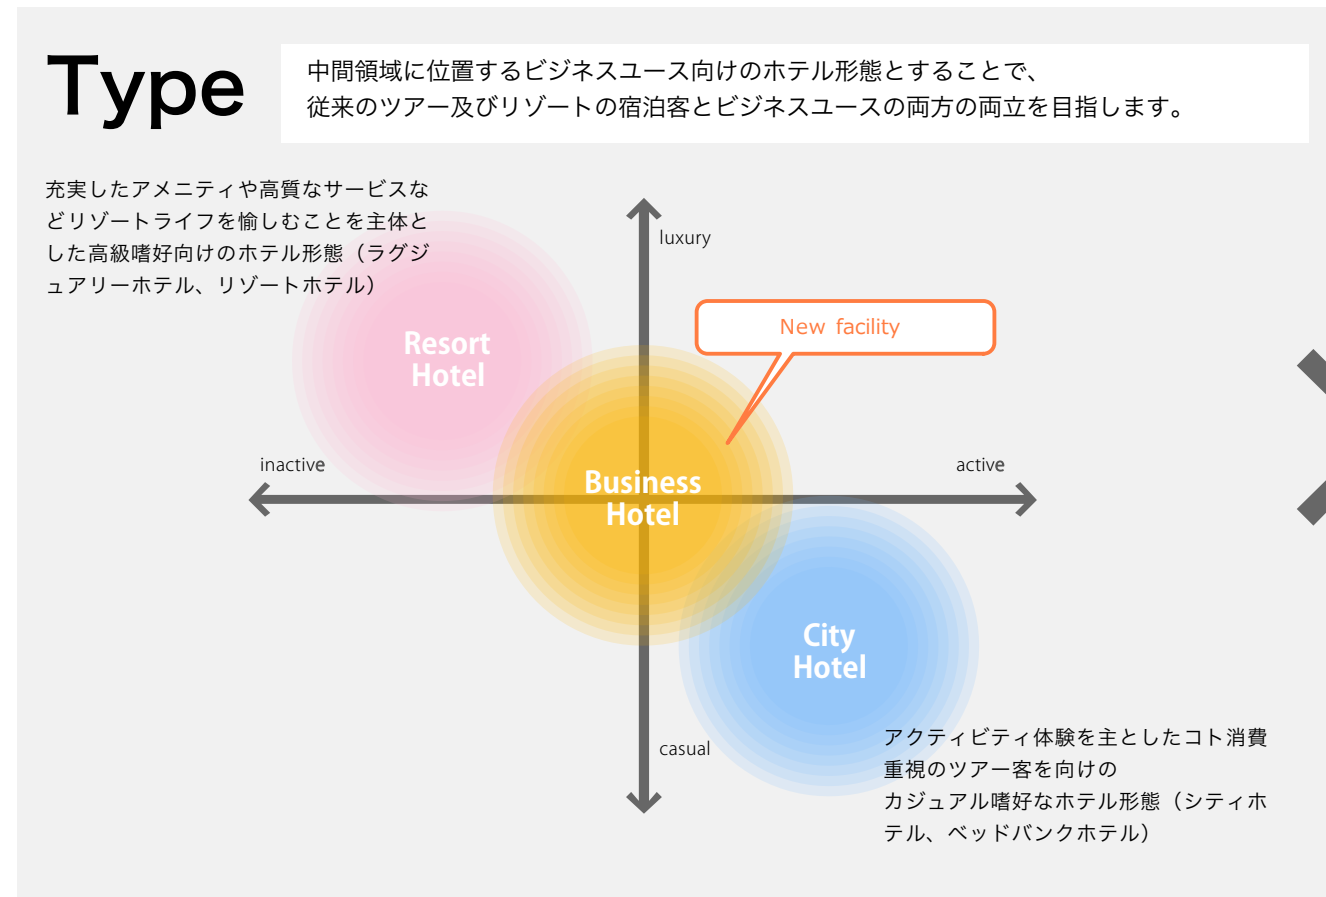 Type
中間領域に位置するビジネスユース向けのホテル形態とすることで、
従来のツアー及びリゾートの宿泊客とビジネスユースの両方の両立を目指します。
充実したアメニティや高質なサービスな
どリゾートライフを愉しむことを主体と
した高級嗜好向けのホテル形態（ラグジ
ュアリーホテル、リゾートホテル）
luxury
New facility
Resort
Hotel
inactive
active
Business
Hotel
City
Hotel
casual
アクティビティ体験を主としたコト消費
重視のツアー客を向けの
カジュアル嗜好なホテル形態（シティホ
テル、ベッドバンクホテル）